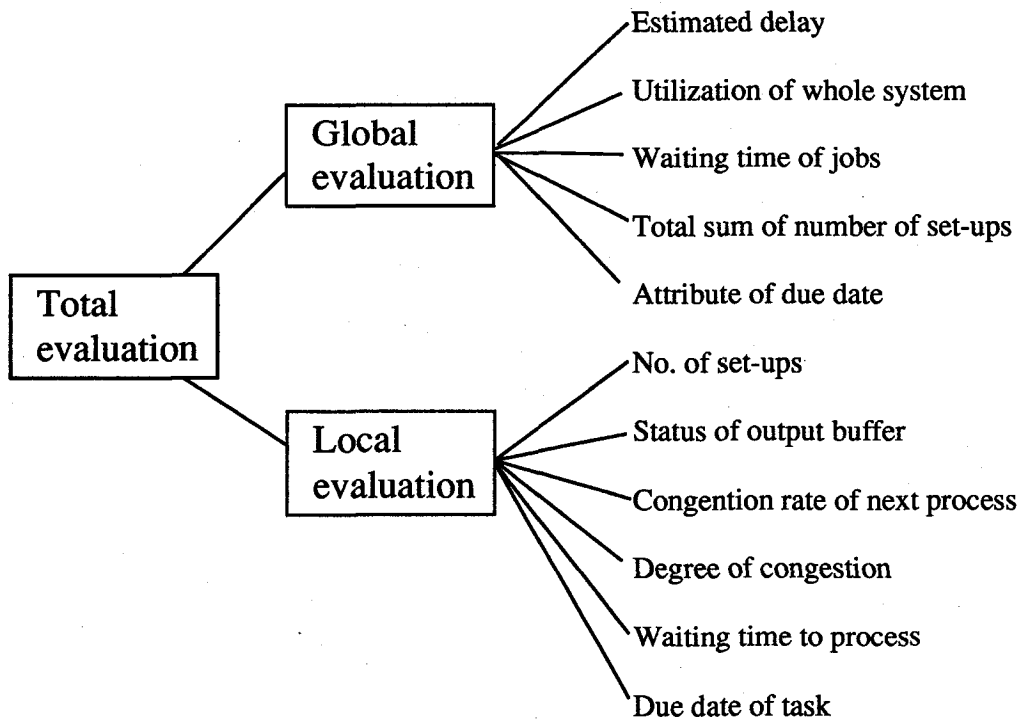 Estimated delay
Utilization of whole system
Global
evaluation
Waiting time of jobs
Total sum of number of set-ups
Attribute of due date
Total
evaluation
No. of set-ups
Local
evaluation
Status of output buffer
Congention rate of next process
Degree of congestion
Waiting time to process
Due date of task